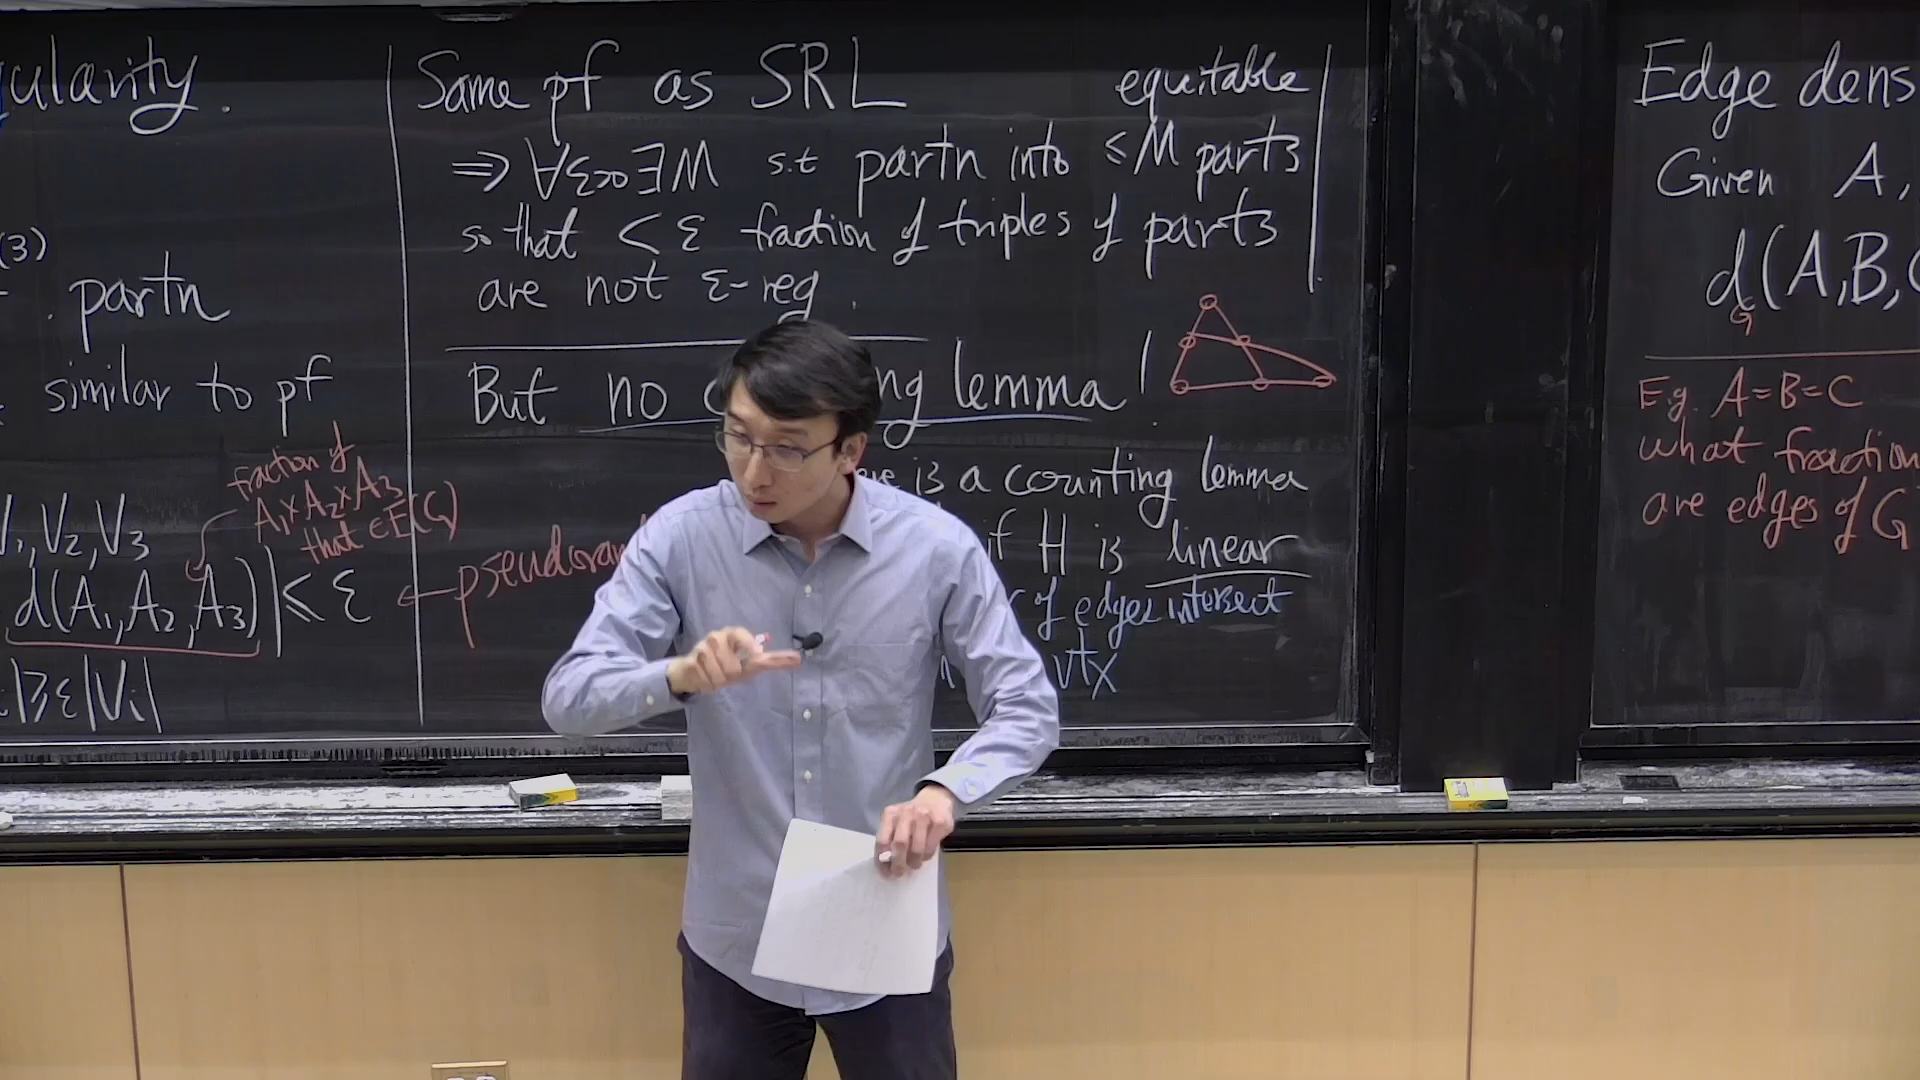 gularity.
(3)
. partn
similar to pf
fraction of
A₁×A₂×A₃
that ∈E(G)
V₁,V₂,V₃
d(A₁,A₂,A₃)|≤ε
|≥ε|Vᵢ|
Same pf as SRL
equitable
⇒ ∀ε>0 ∃M s.t partn into ≤M parts
so that <ε fraction of triples of parts
are not ε-reg.
But no ng lemma!
is a counting lemma
if H is linear
of edges intersect
vtx
Edge dens
Given A,
d_G(A,B,
E.g. A=B=C
what fraction
are edges of G